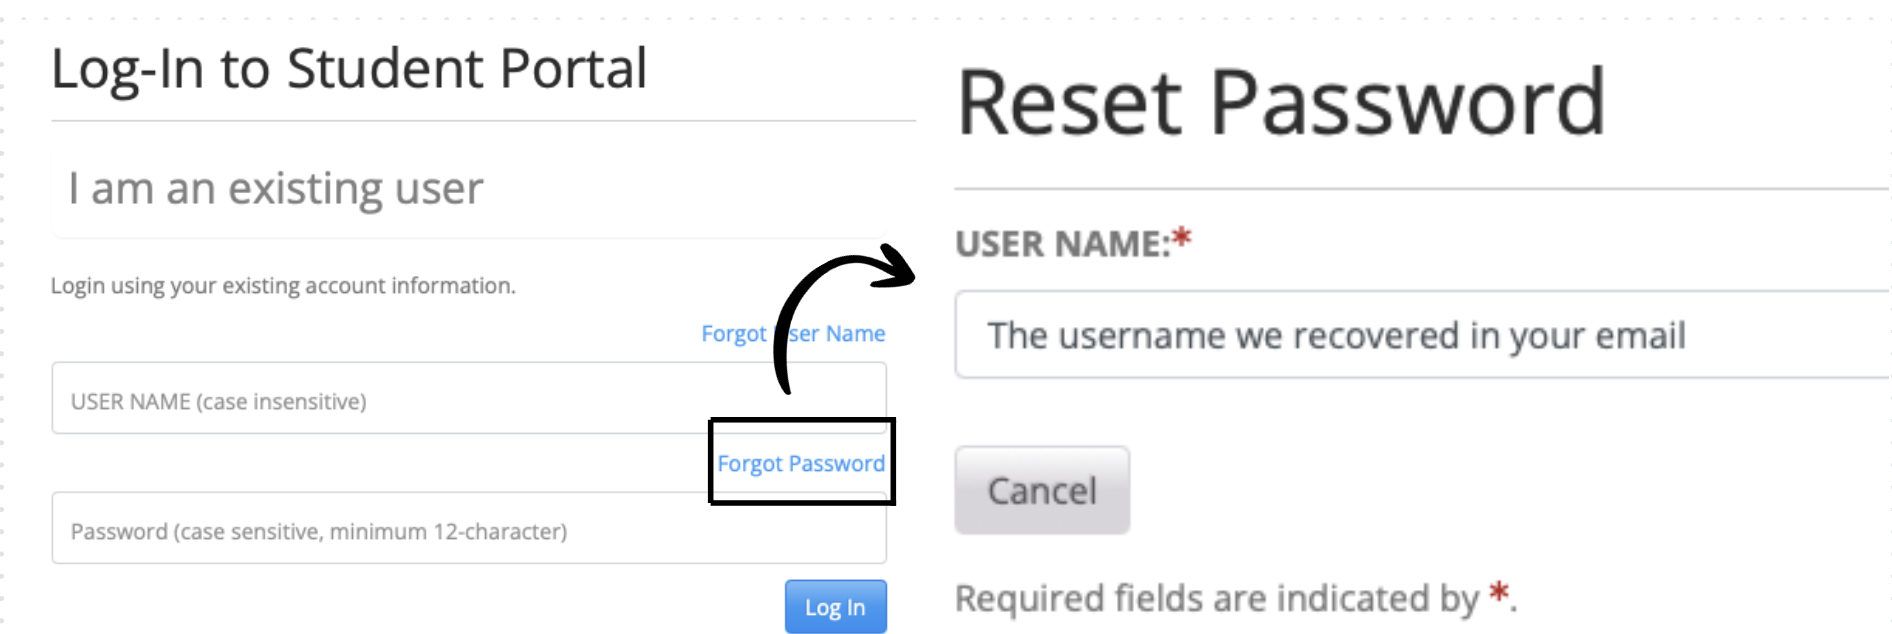 Log-In to Student Portal
I am an existing user
Login using your existing account information.
Forgot User Name
USER NAME (case insensitive)
Forgot Password
Password (case sensitive, minimum 12-character)
Log In
Reset Password
USER NAME:*
The username we recovered in your email
Cancel
Required fields are indicated by *.